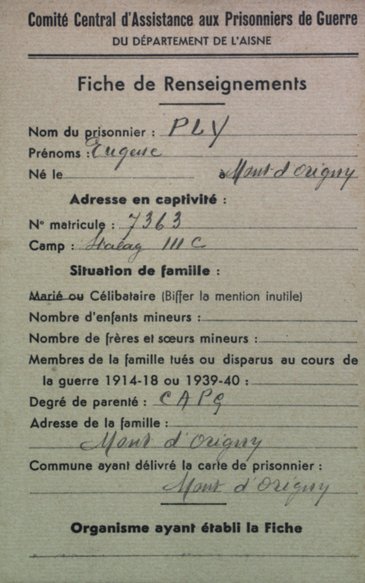 Comité Central d'Assistance aux Prisonniers de Guerre
DU DÉPARTEMENT DE L'AISNE
Fiche de Renseignements
Nom du prisonnier : PLY
Prénoms : Eugene
Né le à Mont d'Origny
Adresse en captivité :
N° matricule : 7363
Camp : Stalag III C
Situation de famille :
Marié ou Célibataire (Biffer la mention inutile)
Nombre d'enfants mineurs :
Nombre de frères et sœurs mineurs :
Membres de la famille tués ou disparus au cours de
la guerre 1914-18 ou 1939-40 :
Degré de parenté : CAPG
Adresse de la famille :
Mont d'Origny
Commune ayant délivré la carte de prisonnier :
Mont d'Origny
Organisme ayant établi la Fiche